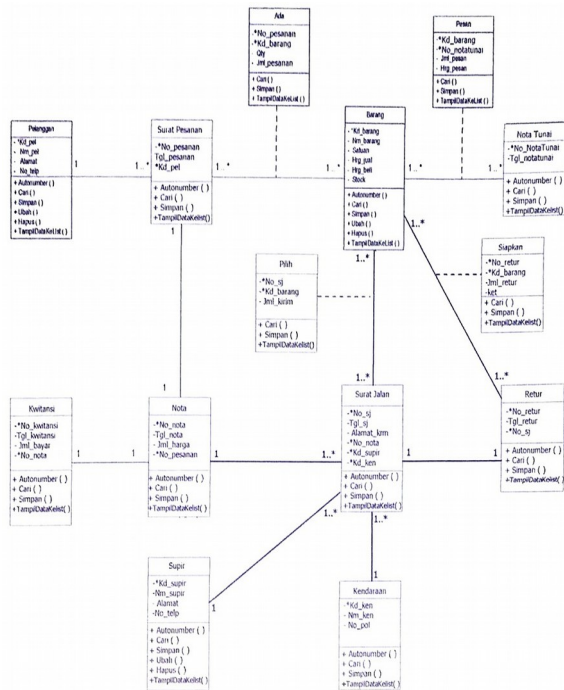 Ada
-*No_pesanan
-*Kd_barang
- Qty
- Jml_pesanan
+ Cari ( )
+ Simpan ( )
+ TampilDataKeList ( )
Pesan
-*Kd_barang
-*No_notatunai
- Jml_pesan
- Hrg_pesan
+ Cari ( )
+ Simpan ( )
+ TampilDataKeList ( )
Pelanggan
- *Kd_pel
- Nm_pel
- Alamat
- No_telp
+ Autonumber ( )
+ Cari ( )
+ Simpan ( )
+ Ubah ( )
+ Hapus ( )
+ TampilDataKeList ( )
1
1..*
Surat Pesanan
-*No_pesanan
Tgl_pesanan
*Kd_pel
+ Autonumber ( )
+ Cari ( )
+ Simpan ( )
+TampilDataKelist()
1..*
1..*
Barang
- *Kd_barang
- Nm_barang
- Satuan
- Hrg_jual
- Hrg_beli
- Stock
+ Autonumber ( )
+ Cari ( )
+ Simpan ( )
+ Ubah ( )
+ Hapus ( )
+ TampilDataKeList ( )
1..*
1..*
Nota Tunai
-*No_NotaTunai
-Tgl_notatunai
+ Autonumber ( )
+ Cari ( )
+ Simpan ( )
+TampilDataKelist()
1
1..*
1..*
Pilih
-*No_sj
-*Kd_barang
- Jml_kirim
+ Cari ( )
+ Simpan ( )
+TampilDataKelist()
Siapkan
-*No_retur
-*Kd_barang
-Jml_retur
-ket
+ Cari ( )
+ Simpan ( )
+TampilDataKelist()
1
1..*
1..*
Kwitansi
-*No_kwitansi
-Tgl_kwitansi
- Jml_bayar
-*No_nota
+ Autonumber ( )
+ Cari ( )
+ Simpan ( )
+TampilDataKelist()
1
1
Nota
-*No_nota
-Tgl_nota
- Jml_harga
-*No_pesanan
+ Autonumber ( )
+ Cari ( )
+ Simpan ( )
+TampilDataKelist()
1
1..*
Surat Jalan
-*No_sj
-Tgl_sj
- Alamat_krm
-*No_nota
-*Kd_supir
-*Kd_ken
+ Autonumber ( )
+ Cari ( )
+ Simpan ( )
+TampilDataKelist()
1
1
Retur
-*No_retur
-Tgl_retur
-*No_sj
+ Autonumber ( )
+ Cari ( )
+ Simpan ( )
+TampilDataKelist()
1..*
1..*
Supir
-*Kd_supir
-Nm_supir
- Alamat
-No_telp
+ Autonumber ( )
+ Cari ( )
+ Simpan ( )
+ Ubah ( )
+ Hapus ( )
+TampilDataKelist()
1
1
Kendaraan
-*Kd_ken
- Nm_ken
- No_pol
+ Autonumber ( )
+ Cari ( )
+ Simpan ( )
+TampilDataKelist()